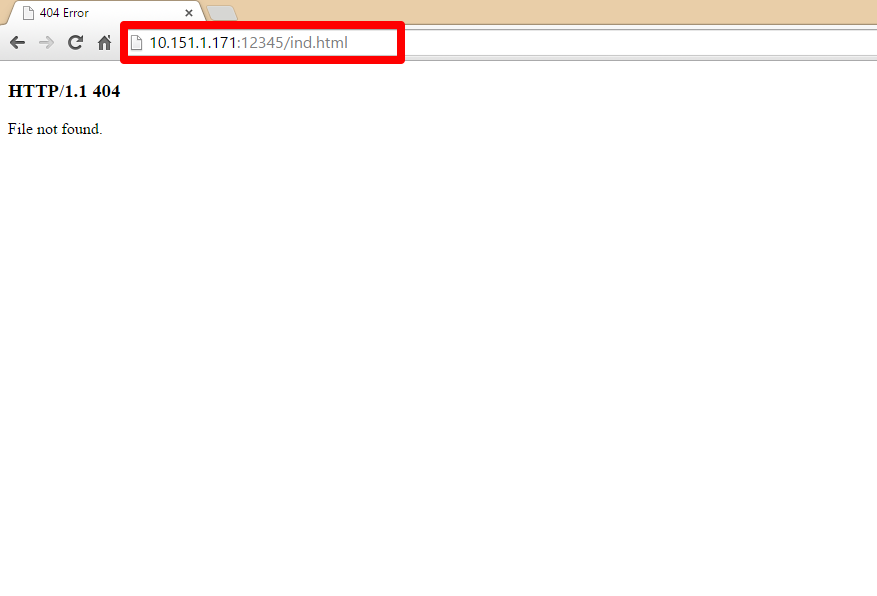 404 Error
10.151.1.171:12345/ind.html
HTTP/1.1 404
File not found.